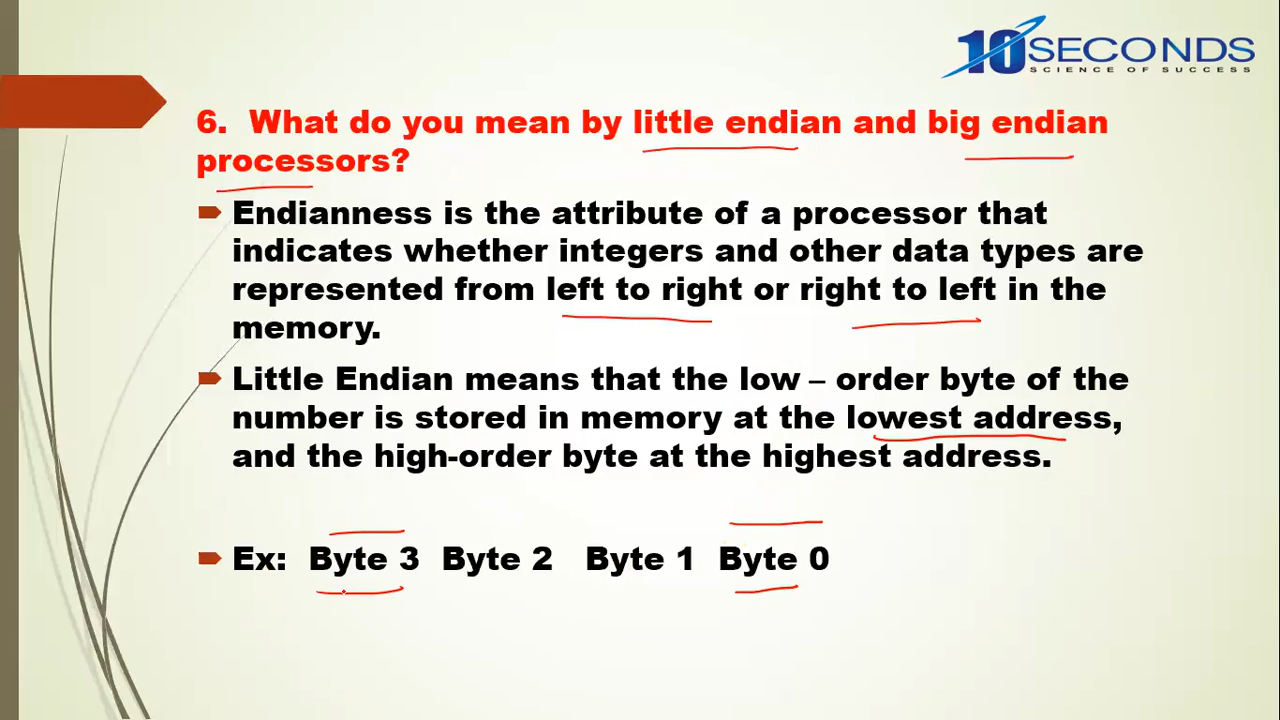 10SECONDS
SCIENCE OF SUCCESS
6. What do you mean by little endian and big endian
processors?
Endianness is the attribute of a processor that
indicates whether integers and other data types are
represented from left to right or right to left in the
memory.
Little Endian means that the low – order byte of the
number is stored in memory at the lowest address,
and the high-order byte at the highest address.
Ex: Byte 3 Byte 2 Byte 1 Byte 0